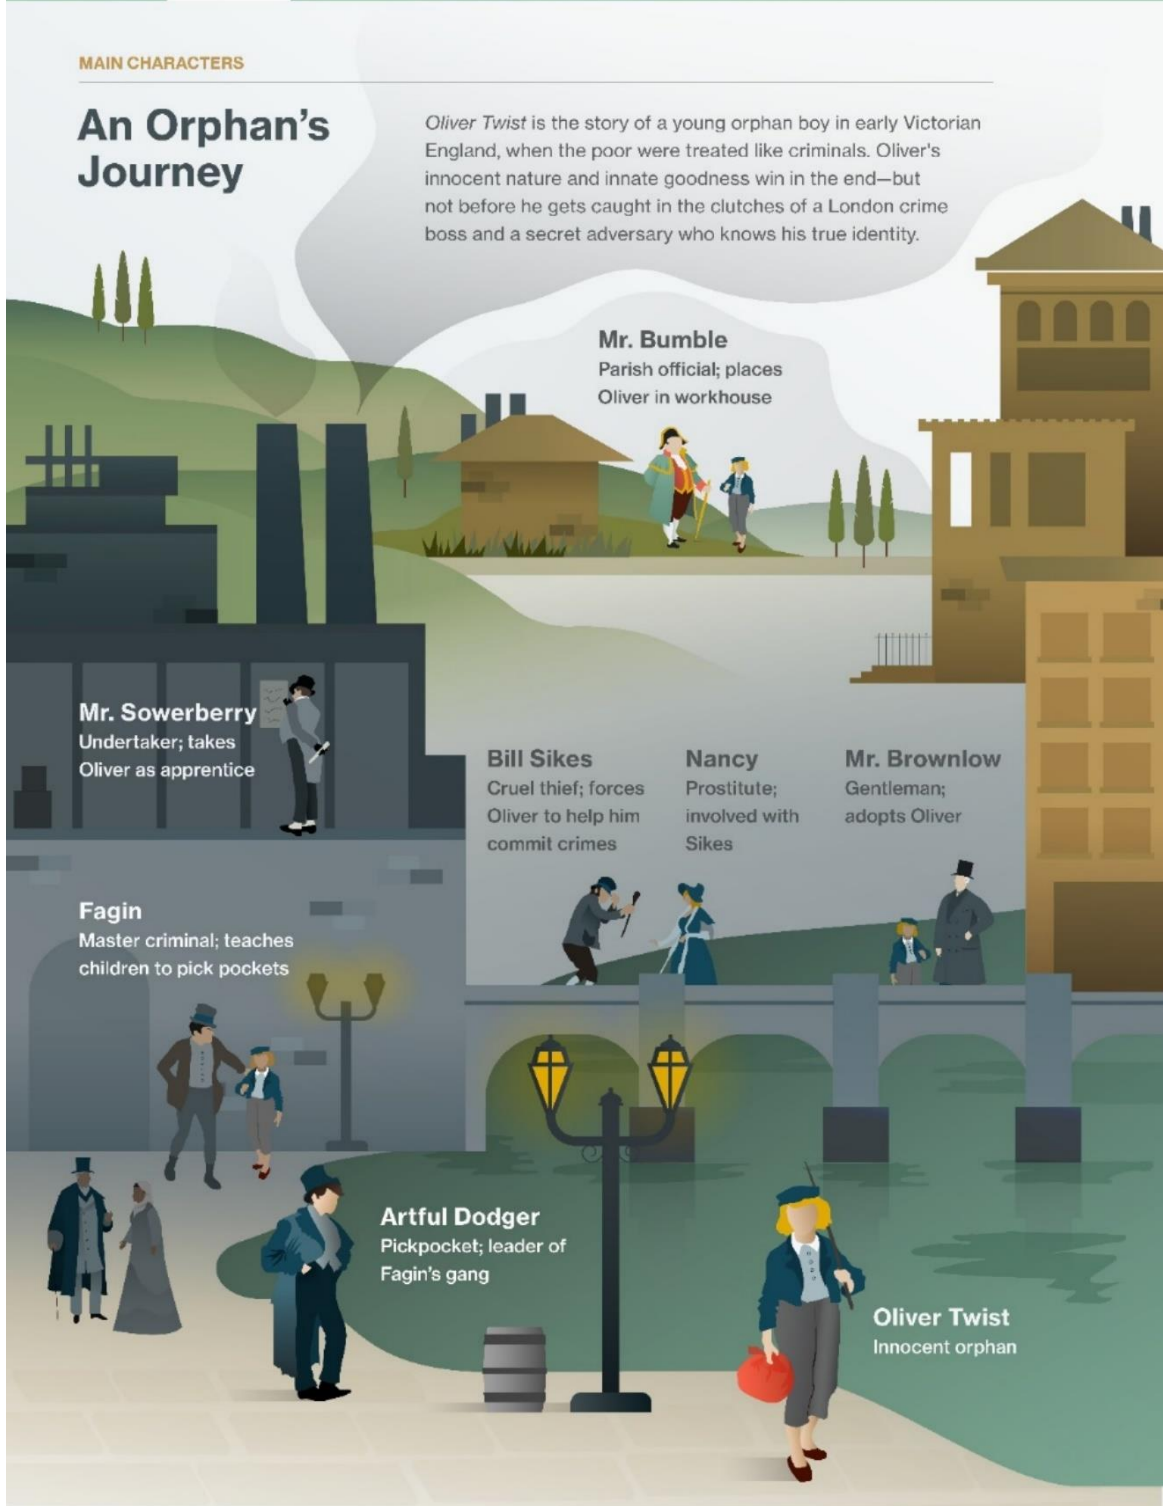 MAIN CHARACTERS
An Orphan's
Journey
Oliver Twist is the story of a young orphan boy in early Victorian
England, when the poor were treated like criminals. Oliver's
innocent nature and innate goodness win in the end—but
not before he gets caught in the clutches of a London crime
boss and a secret adversary who knows his true identity.
Mr. Bumble
Parish official; places
Oliver in workhouse
Mr. Sowerberry
Undertaker; takes
Oliver as apprentice
Bill Sikes
Cruel thief; forces
Oliver to help him
commit crimes
Nancy
Prostitute;
involved with
Sikes
Mr. Brownlow
Gentleman;
adopts Oliver
Fagin
Master criminal; teaches
children to pick pockets
Artful Dodger
Pickpocket; leader of
Fagin's gang
Oliver Twist
Innocent orphan